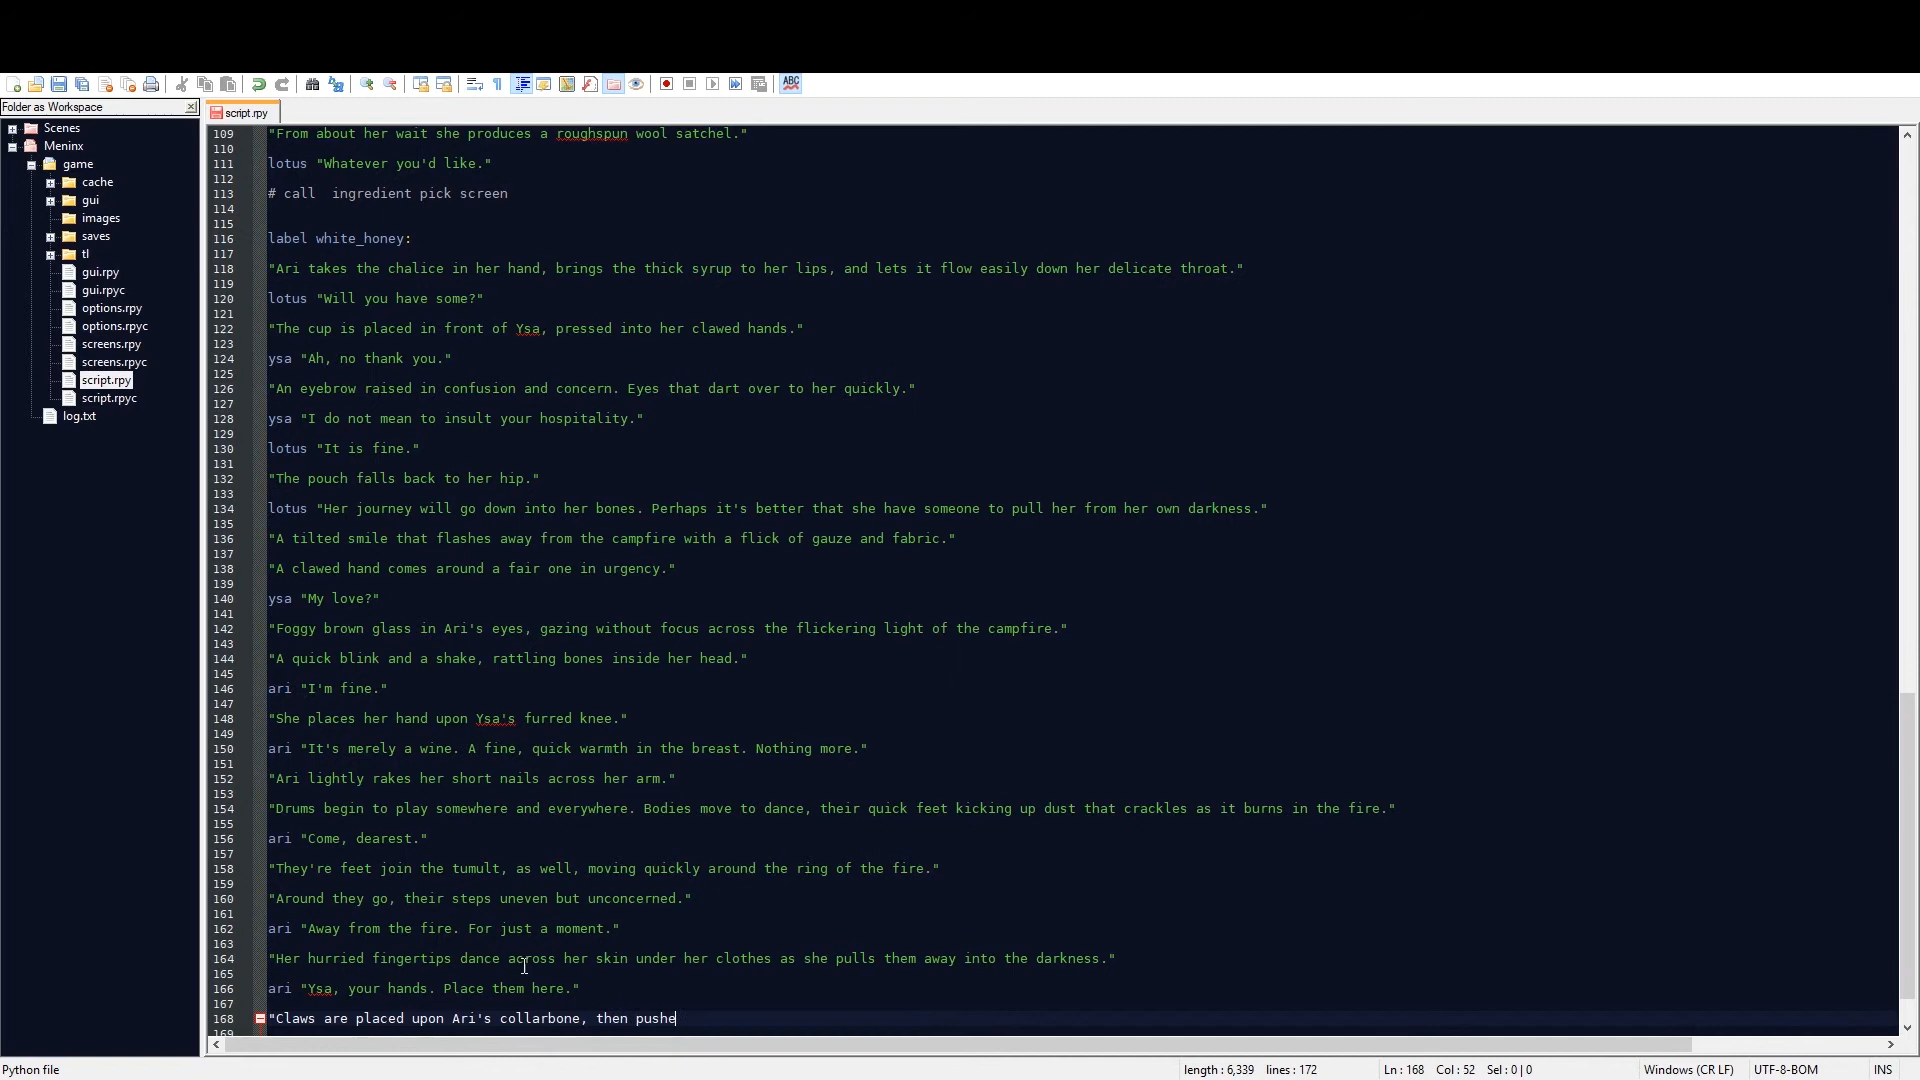 Folder as Workspace
script.rpy
Scenes
Meninx
game
cache
gui
images
saves
tl
gui.rpy
gui.rpyc
options.rpy
options.rpyc
screens.rpy
screens.rpyc
script.rpy
script.rpyc
log.txt
109 "From about her wait she produces a roughspun wool satchel."
110
111 lotus "Whatever you'd like."
112
113 # call  ingredient pick screen
114
115
116 label white_honey:
117
118 "Ari takes the chalice in her hand, brings the thick syrup to her lips, and lets it flow easily down her delicate throat."
119
120 lotus "Will you have some?"
121
122 "The cup is placed in front of Ysa, pressed into her clawed hands."
123
124 ysa "Ah, no thank you."
125
126 "An eyebrow raised in confusion and concern. Eyes that dart over to her quickly."
127
128 ysa "I do not mean to insult your hospitality."
129
130 lotus "It is fine."
131
132 "The pouch falls back to her hip."
133
134 lotus "Her journey will go down into her bones. Perhaps it's better that she have someone to pull her from her own darkness."
135
136 "A tilted smile that flashes away from the campfire with a flick of gauze and fabric."
137
138 "A clawed hand comes around a fair one in urgency."
139
140 ysa "My love?"
141
142 "Foggy brown glass in Ari's eyes, gazing without focus across the flickering light of the campfire."
143
144 "A quick blink and a shake, rattling bones inside her head."
145
146 ari "I'm fine."
147
148 "She places her hand upon Ysa's furred knee."
149
150 ari "It's merely a wine. A fine, quick warmth in the breast. Nothing more."
151
152 "Ari lightly rakes her short nails across her arm."
153
154 "Drums begin to play somewhere and everywhere. Bodies move to dance, their quick feet kicking up dust that crackles as it burns in the fire."
155
156 ari "Come, dearest."
157
158 "They're feet join the tumult, as well, moving quickly around the ring of the fire."
159
160 "Around they go, their steps uneven but unconcerned."
161
162 ari "Away from the fire. For just a moment."
163
164 "Her hurried fingertips dance across her skin under her clothes as she pulls them away into the darkness."
165
166 ari "Ysa, your hands. Place them here."
167
168 "Claws are placed upon Ari's collarbone, then pushe
169
Python file
length : 6,339 lines : 172
Ln : 168 Col : 52 Sel : 0 | 0
Windows (CR LF)
UTF-8-BOM
INS
ABC